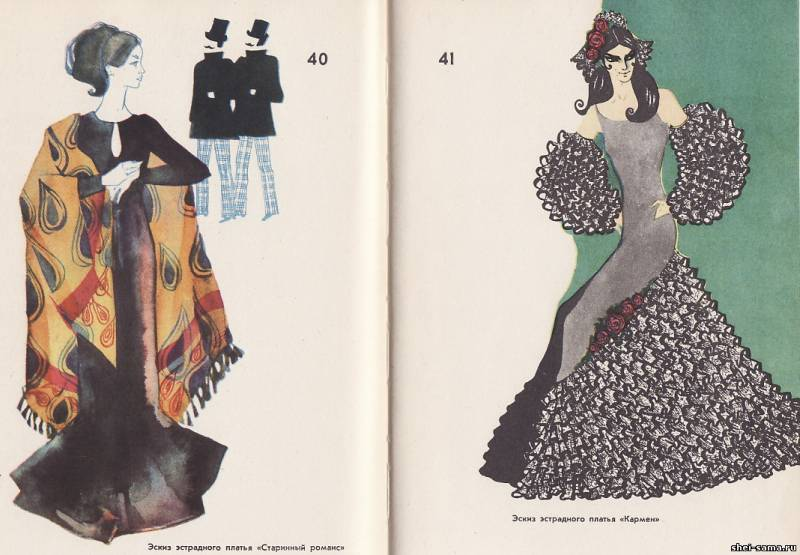 40
41
Эскиз эстрадного платья «Старинный романс»
Эскиз эстрадного платья «Кармен»
shei-sama.ru